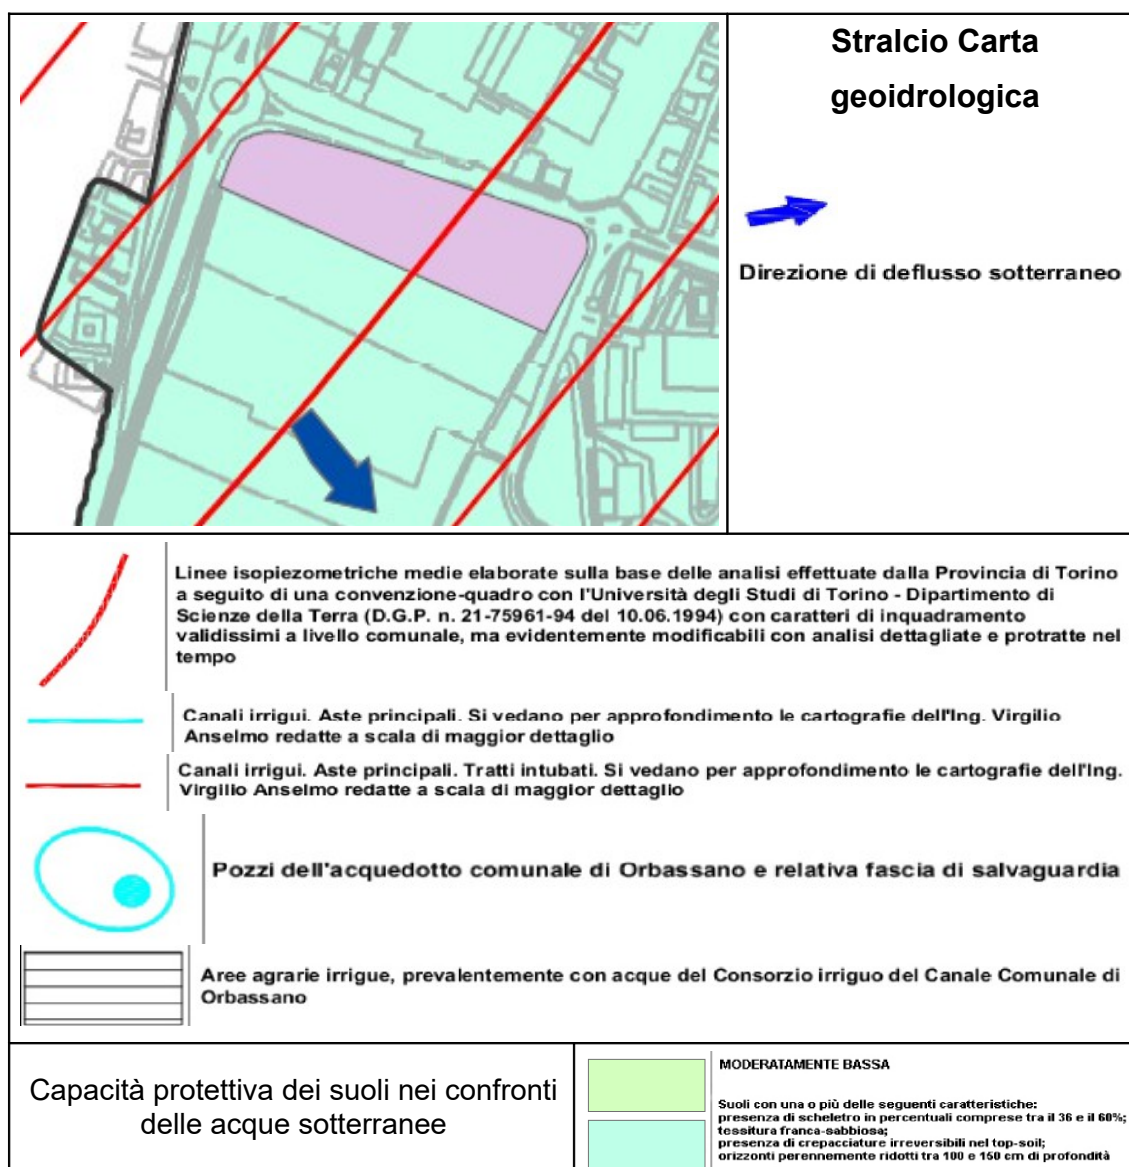 Stralcio Carta
geoidrologica
Direzione di deflusso sotterraneo
Linee isopiezometriche medie elaborate sulla base delle analisi effettuate dalla Provincia di Torino
a seguito di una convenzione-quadro con l'Università degli Studi di Torino - Dipartimento di
Scienze della Terra (D.G.P. n. 21-75961-94 del 10.06.1994) con caratteri di inquadramento
validissimi a livello comunale, ma evidentemente modificabili con analisi dettagliate e protratte nel
tempo
Canali irrigui. Aste principali. Si vedano per approfondimento le cartografie dell'Ing. Virgilio
Anselmo redatte a scala di maggior dettaglio
Canali irrigui. Aste principali. Tratti intubati. Si vedano per approfondimento le cartografie dell'Ing.
Virgilio Anselmo redatte a scala di maggior dettaglio
Pozzi dell'acquedotto comunale di Orbassano e relativa fascia di salvaguardia
Aree agrarie irrigue, prevalentemente con acque del Consorzio irriguo del Canale Comunale di
Orbassano
Capacità protettiva dei suoli nei confronti
delle acque sotterranee
MODERATAMENTE BASSA
Suoli con una o più delle seguenti caratteristiche:
presenza di scheletro in percentuali comprese tra il 36 e il 60%;
tessitura franca-sabbiosa;
presenza di crepacciature irreversibili nel top-soil;
orizzonti perennemente ridotti tra 100 e 150 cm di profondità